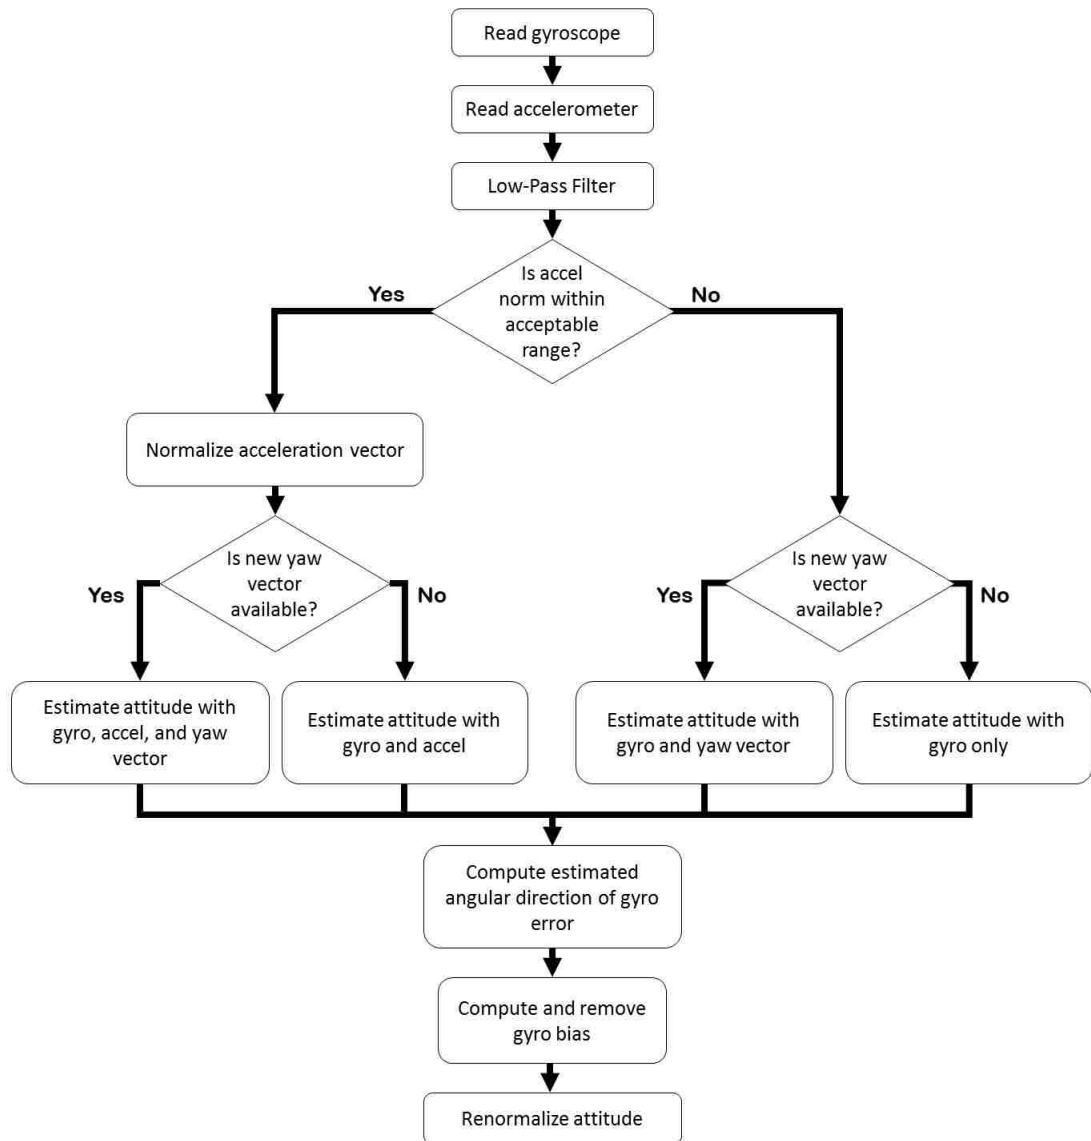 Read gyroscope
Read accelerometer
Low-Pass Filter
Is accel
norm within
acceptable
range?
Yes
No
Normalize acceleration vector
Is new yaw
vector
available?
Yes
No
Is new yaw
vector
available?
Yes
No
Estimate attitude with
gyro, accel, and yaw
vector
Estimate attitude with
gyro and accel
Estimate attitude with
gyro and yaw vector
Estimate attitude with
gyro only
Compute estimated
angular direction of gyro
error
Compute and remove
gyro bias
Renormalize attitude